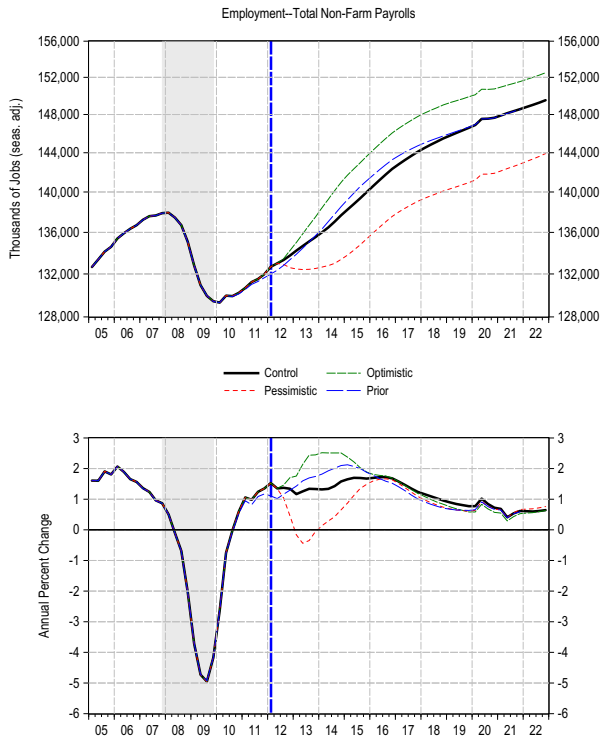 Employment--Total Non-Farm Payrolls
Thousands of Jobs (seas. adj.)
156,000 156,000
152,000 152,000
148,000 148,000
144,000 144,000
140,000 140,000
136,000 136,000
132,000 132,000
128,000 128,000
05 06 07 08 09 10 11 12 13 14 15 16 17 18 19 20 21 22
Control Optimistic
Pessimistic Prior
Annual Percent Change
3 3
2 2
1 1
0 0
-1 -1
-2 -2
-3 -3
-4 -4
-5 -5
-6 -6
05 06 07 08 09 10 11 12 13 14 15 16 17 18 19 20 21 22